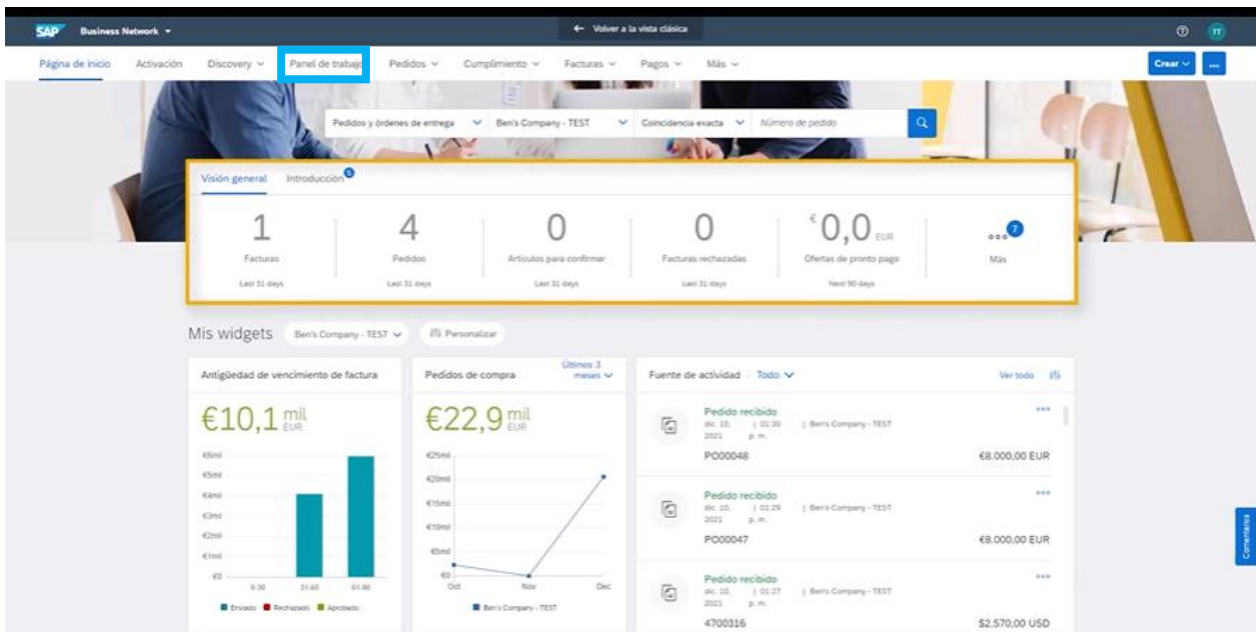 SAP Business Network
← Volver a la vista clásica
TT
Página de inicio Activación Discovery Panel de trabajo Pedidos Cumplimiento Facturas Pagos Más
Crear ...
Pedidos y órdenes de entrega Ben's Company - TEST Coincidencia exacta Número de pedido
Visión general Introducción 5
1 4 0 0 € 0,0 EUR 7
Facturas Pedidos Artículos para confirmar Facturas rechazadas Ofertas de pronto pago Más
Last 31 days Last 31 days Last 31 days Last 31 days Next 90 days
Mis widgets Ben's Company - TEST Personalizar
Antigüedad de vencimiento de factura
€10,1 mil
EUR
€6mil
€5mil
€4mil
€3mil
€2mil
€1mil
€0
0-30 31-60 61-90
Enviado Rechazado Aprobado
Pedidos de compra
Últimos 3
meses
€22,9 mil
EUR
€25mil
€20mil
€15mil
€10mil
€5mil
€0
Oct Nov Dec
Ben's Company - TEST
Fuente de actividad Todo Ver todo
Pedido recibido
dic. 10, | 01:30 | Ben's Company - TEST
2021 p. m.
PO00048 €8.000,00 EUR
Pedido recibido
dic. 10, | 01:29 | Ben's Company - TEST
2021 p. m.
PO00047 €8.000,00 EUR
Pedido recibido
dic. 10, | 01:27 | Ben's Company - TEST
2021 p. m.
4700316 $2.570,00 USD
Comentarios